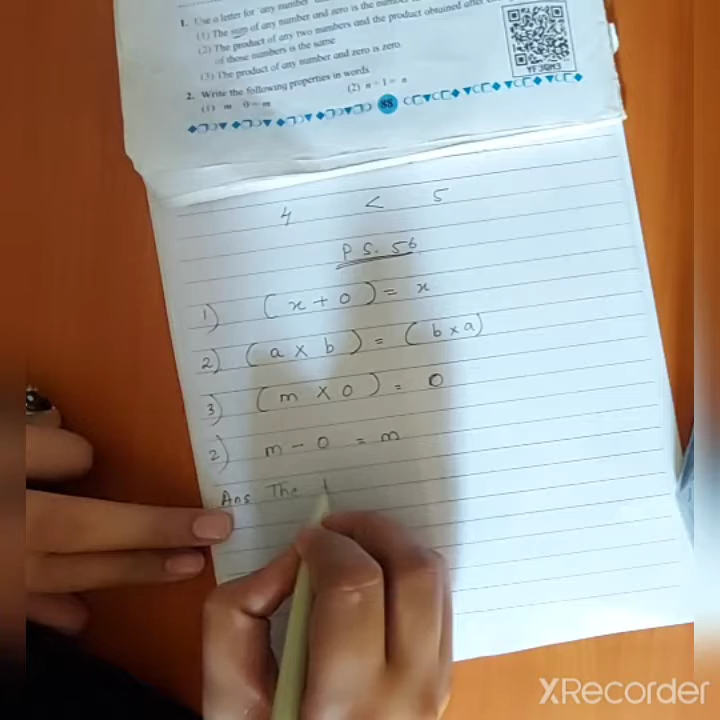 1. Use a letter for 'any number'
(1) The sum of any number and zero is the number
(2) The product of any two numbers and the product obtained after
of those numbers is the same
(3) The product of any number and zero is zero.
2. Write the following properties in words
(1) m 0 = m (2) n ÷ 1 = n
YF3QH3
88
4 < 5
P S. 56
1) (x + 0) = x
2) (a × b) = (b × a)
3) (m × 0) = 0
2) m - 0 = m
Ans The
XRecorder